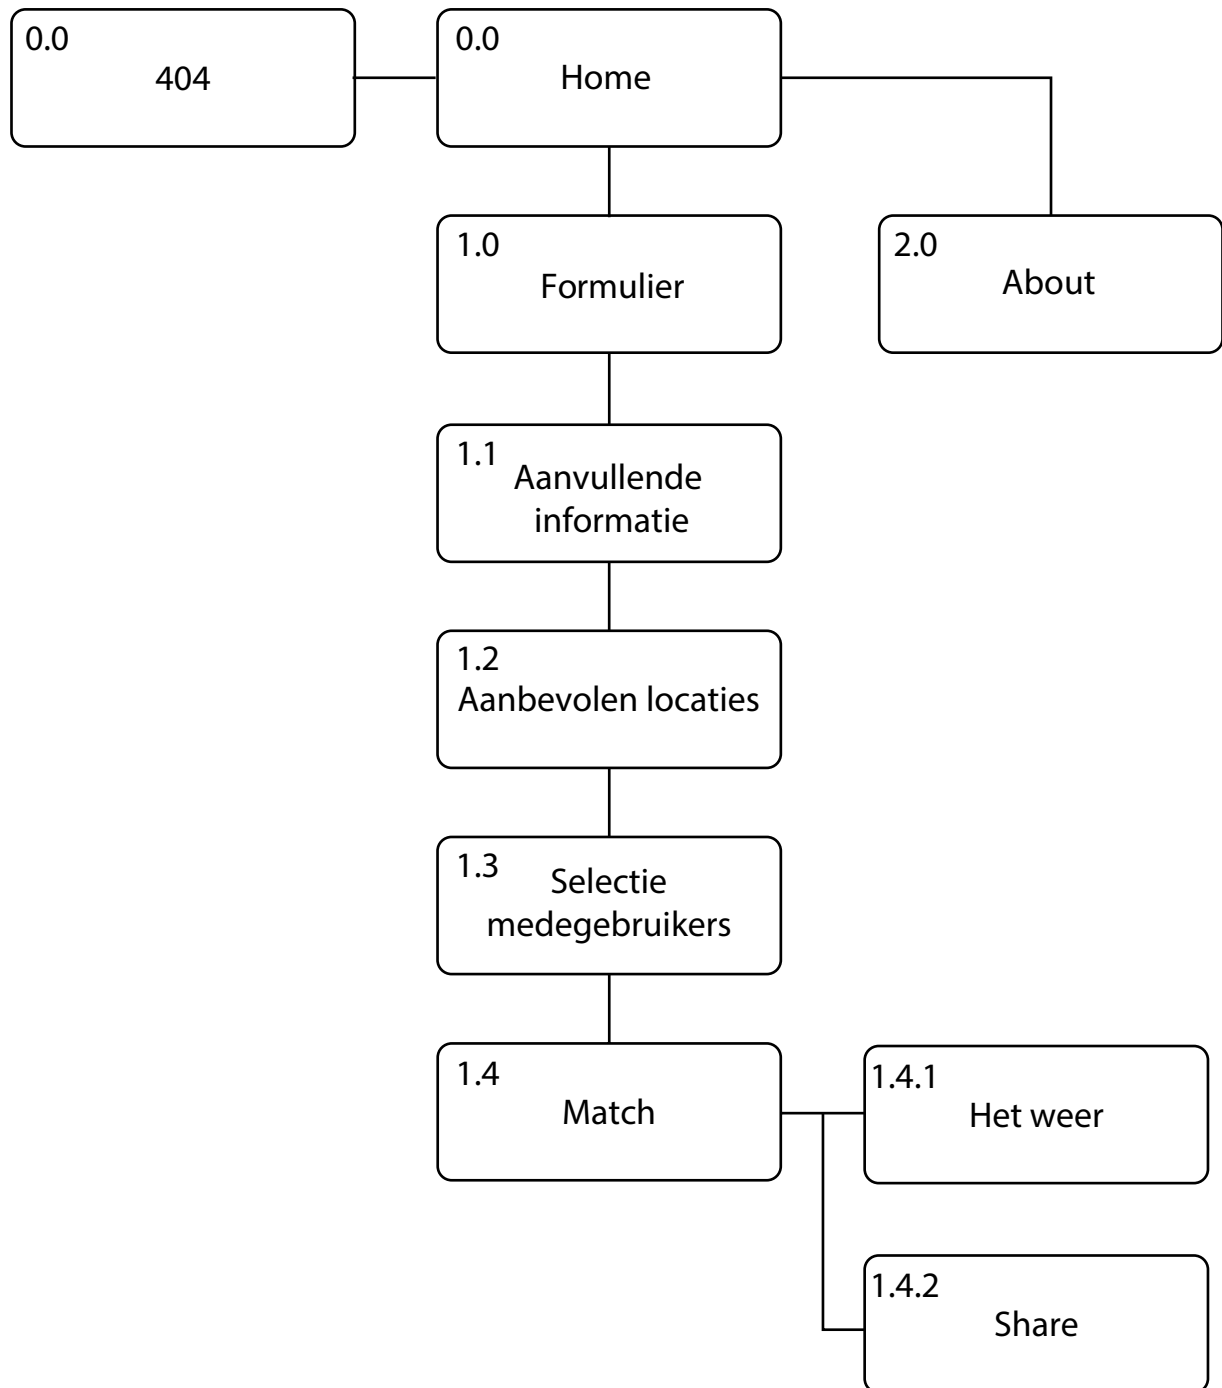 0.0
404
0.0
Home
1.0
Formulier
2.0
About
1.1
Aanvullende
informatie
1.2
Aanbevolen locaties
1.3
Selectie
medegebruikers
1.4
Match
1.4.1
Het weer
1.4.2
Share